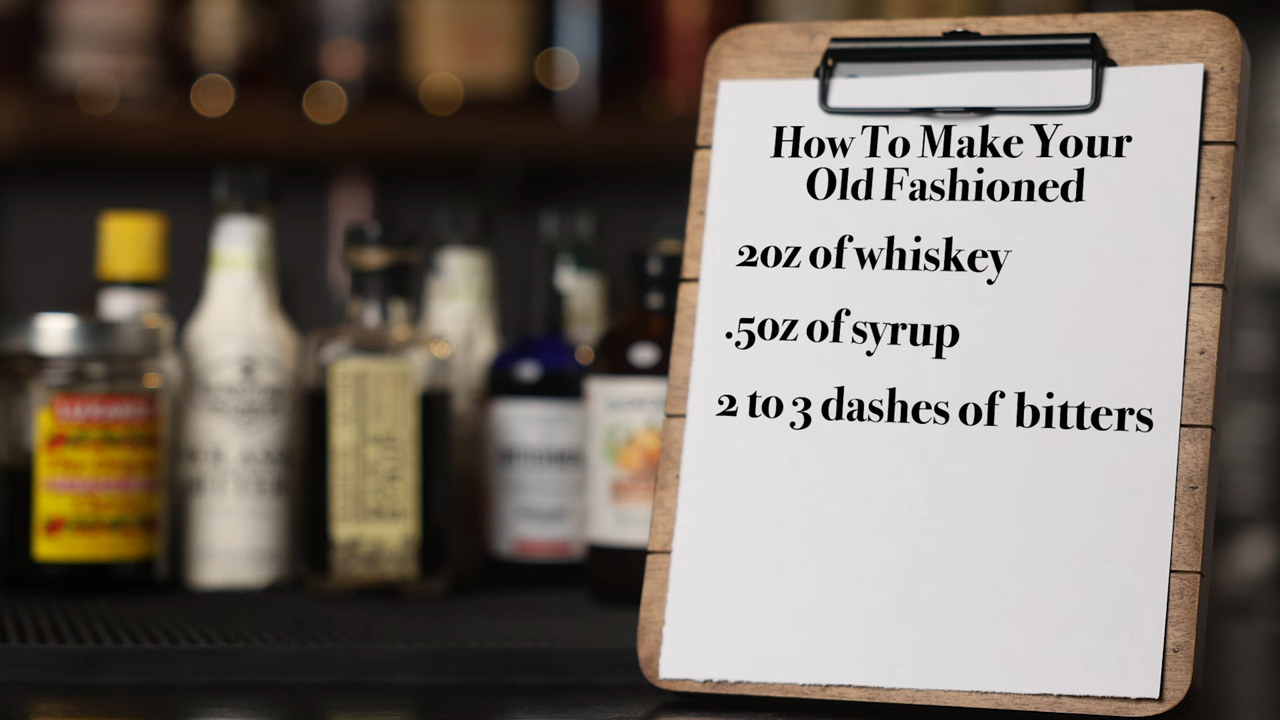 How To Make Your
Old Fashioned
2oz of whiskey
.5oz of syrup
2 to 3 dashes of bitters